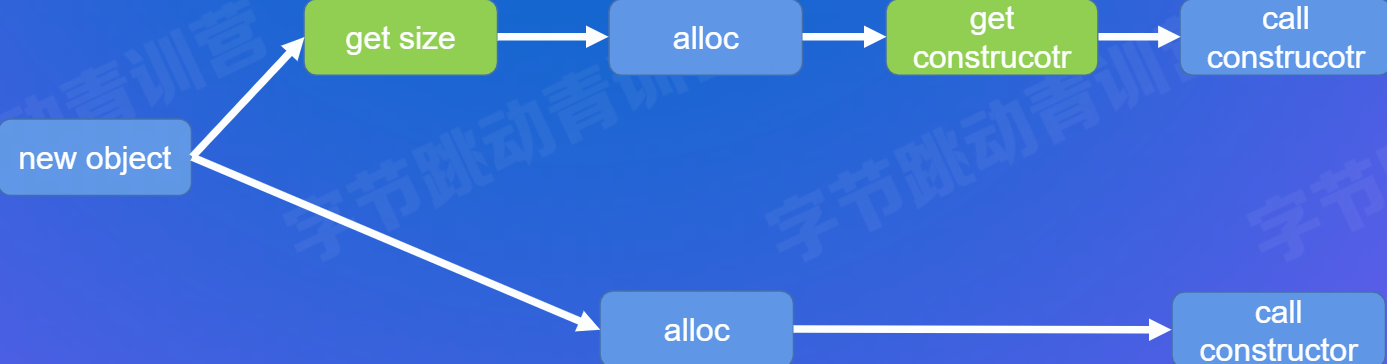 get size
alloc
get
construcotr
call
construcotr
new object
alloc
call
constructor
字节跳动青训营
字节跳动青训营
字节跳动青训营
字